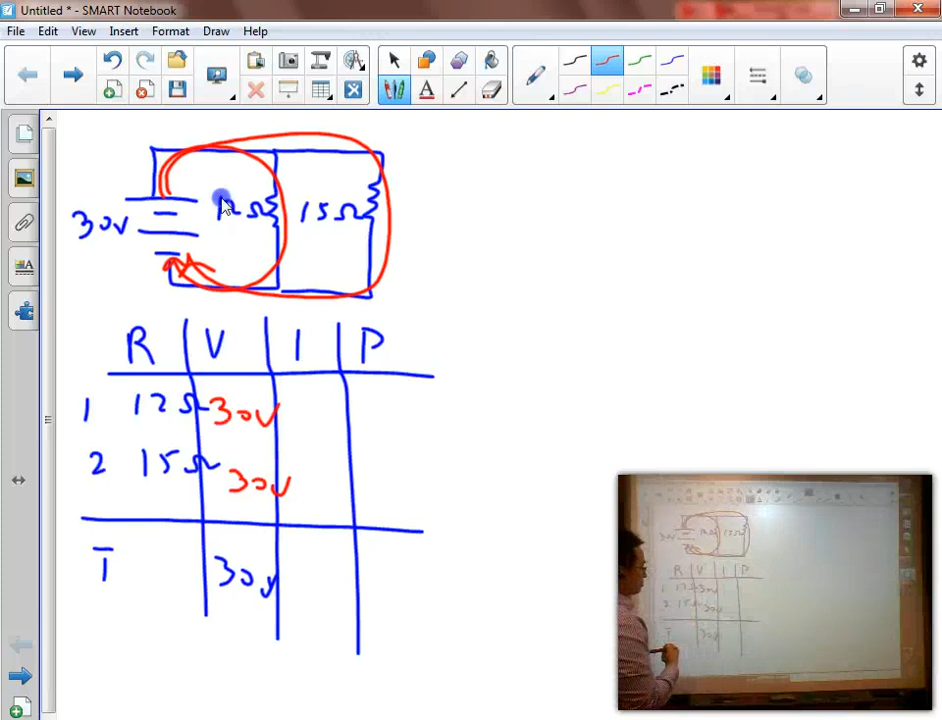 Untitled * - SMART Notebook
File Edit View Insert Format Draw Help
A
30V 12Ω 15Ω
R V I P
1 12Ω 30V
2 15Ω 30V
T 30V